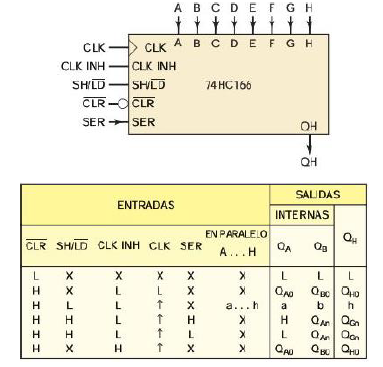 A B C D E F G H
CLK CLK A B C D E F G H
CLK INH CLK INH
SH/LD SH/LD 74HC166
CLR CLR
SER SER
QH
QH
ENTRADAS SALIDAS
INTERNAS
EN PARALELO
CLR SH/LD CLK INH CLK SER A . . . H QA QB QH
L X X X X X L L L
H X L L X X QA0 QB0 QH0
H L L ↑ X a...h a b h
H H L ↑ H X H QAn QGn
H H L ↑ L X L QAn QGn
H X H ↑ X X QA0 QB0 QH0